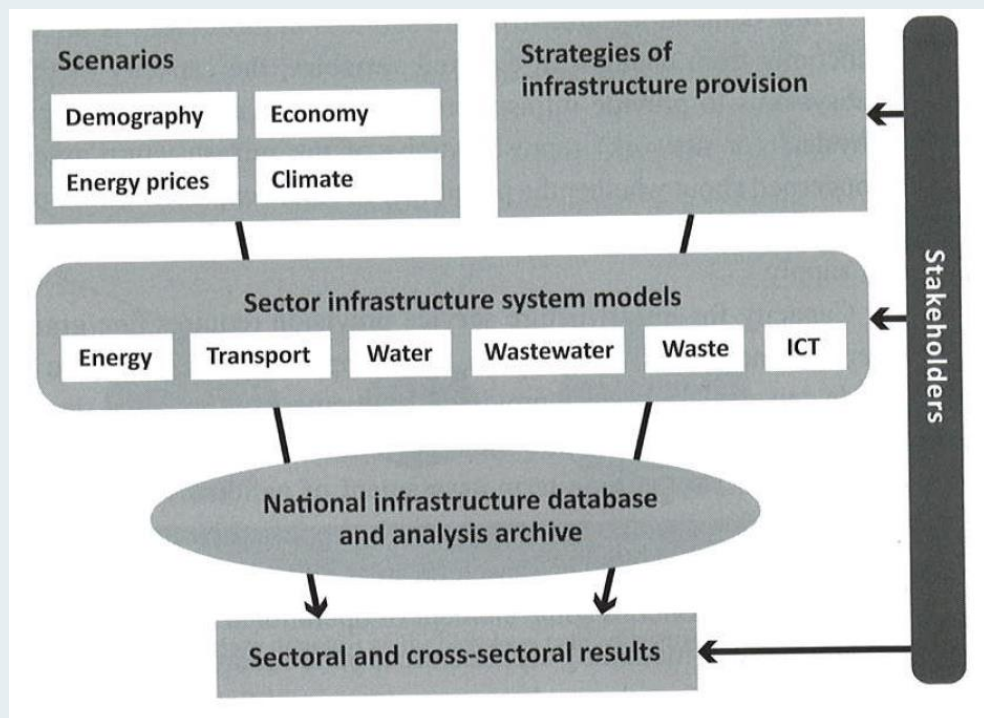 Scenarios
Demography
Economy
Energy prices
Climate
Strategies of
infrastructure provision
Sector infrastructure system models
Energy
Transport
Water
Wastewater
Waste
ICT
National infrastructure database
and analysis archive
Sectoral and cross-sectoral results
Stakeholders